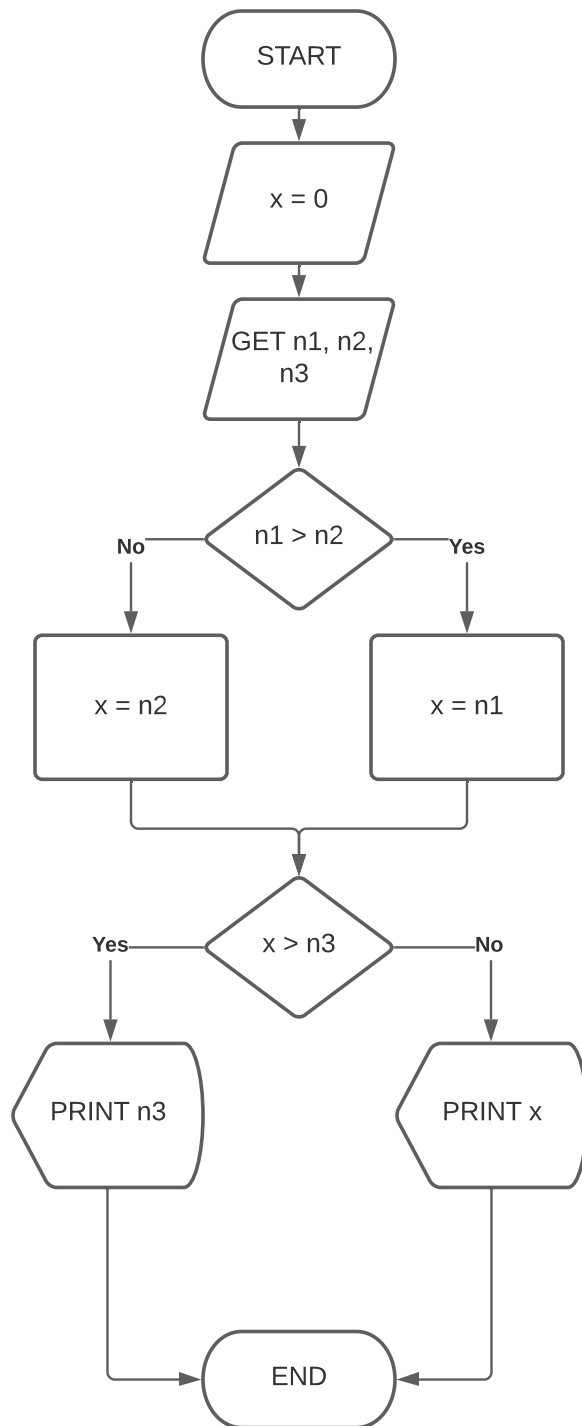 START
x = 0
GET n1, n2,
n3
n1 > n2
No
Yes
x = n2
x = n1
x > n3
Yes
No
PRINT n3
PRINT x
END